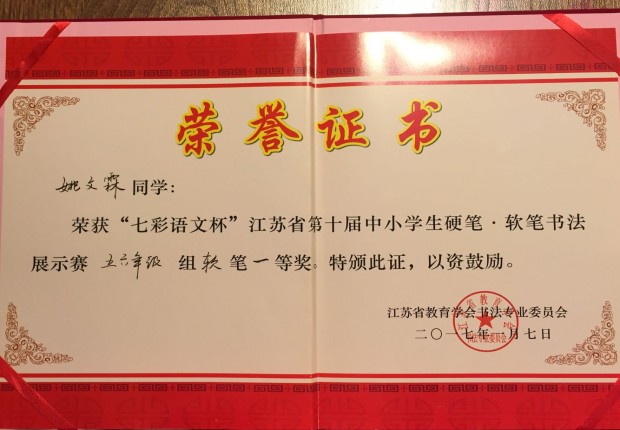 荣誉证书
姚文霖同学：
荣获“七彩语文杯”江苏省第十届中小学生硬笔·软笔书法
展示赛 五六年级 组软笔一等奖。特颁此证，以资鼓励。
江苏省教育学会书法专业委员会
二〇一七年一月七日